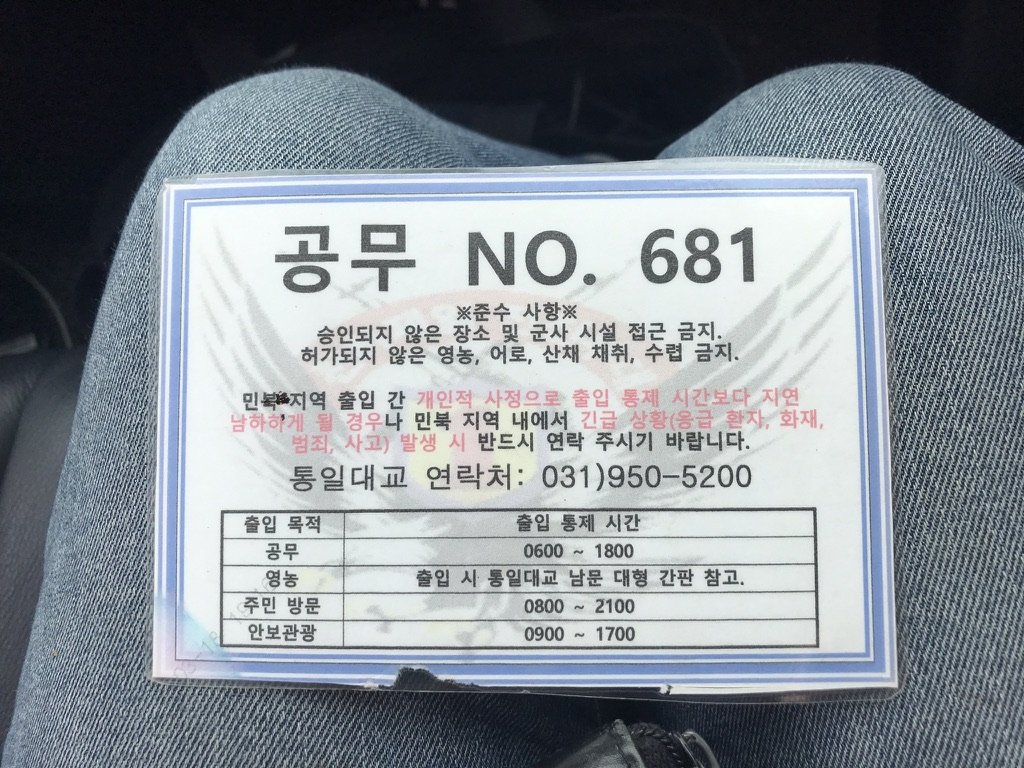 공무 NO. 681
※준수 사항※
승인되지 않은 장소 및 군사 시설 접근 금지.
허가되지 않은 영농, 어로, 산채 채취, 수렵 금지.
민북 지역 출입 간 개인적 사정으로 출입 통제 시간보다 지연
남하하게 될 경우나 민북 지역 내에서 긴급 상황(응급 환자, 화재,
범죄, 사고) 발생 시 반드시 연락 주시기 바랍니다.
통일대교 연락처: 031)950-5200
출입 목적 출입 통제 시간
공무 0600 ~ 1800
영농 출입 시 통일대교 남문 대형 간판 참고.
주민 방문 0800 ~ 2100
안보관광 0900 ~ 1700